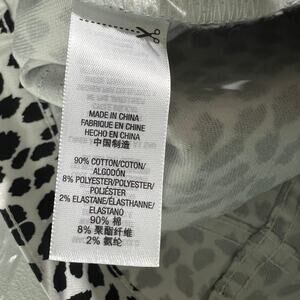 MADE IN CHINA
FABRIQUE EN CHINE
HECHO EN CHINA
中国制造
90% COTTON/COTON/
ALGODÓN
8% POLYESTER/POLYESTER/
POLIÉSTER
2% ELASTANE/ÉLASTHANNE/
ELASTANO
90% 棉
8% 聚酯纤维
2% 氨纶